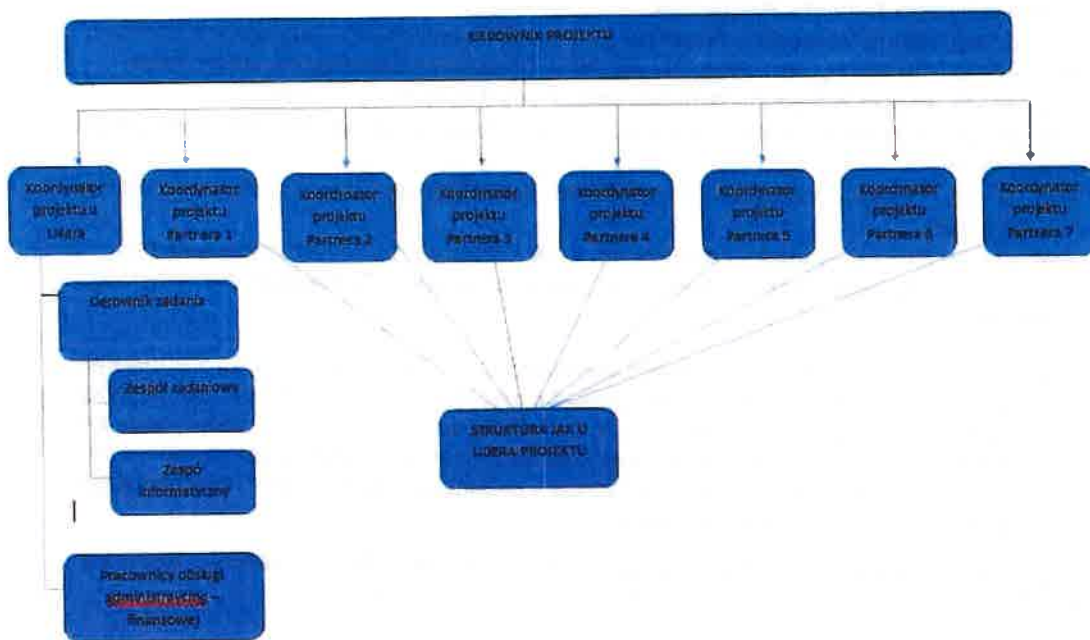 KIEROWNIK PROJEKTU
Koordynator
projektu u
Lidera
Koordynator
projektu
Partnera 1
Koordynator
projektu
Partnera 2
Koordynator
projektu
Partnera 3
Koordynator
projektu
Partnera 4
Koordynator
projektu
Partnera 5
Koordynator
projektu
Partnera 6
Koordynator
projektu
Partnera 7
Kierownik zadania
Zespół zadaniowy
Zespół
informatyczny
STRUKTURA JAK U
LIDERA PROJEKTU
Pracownicy obsługi
administracyjno –
finansowej